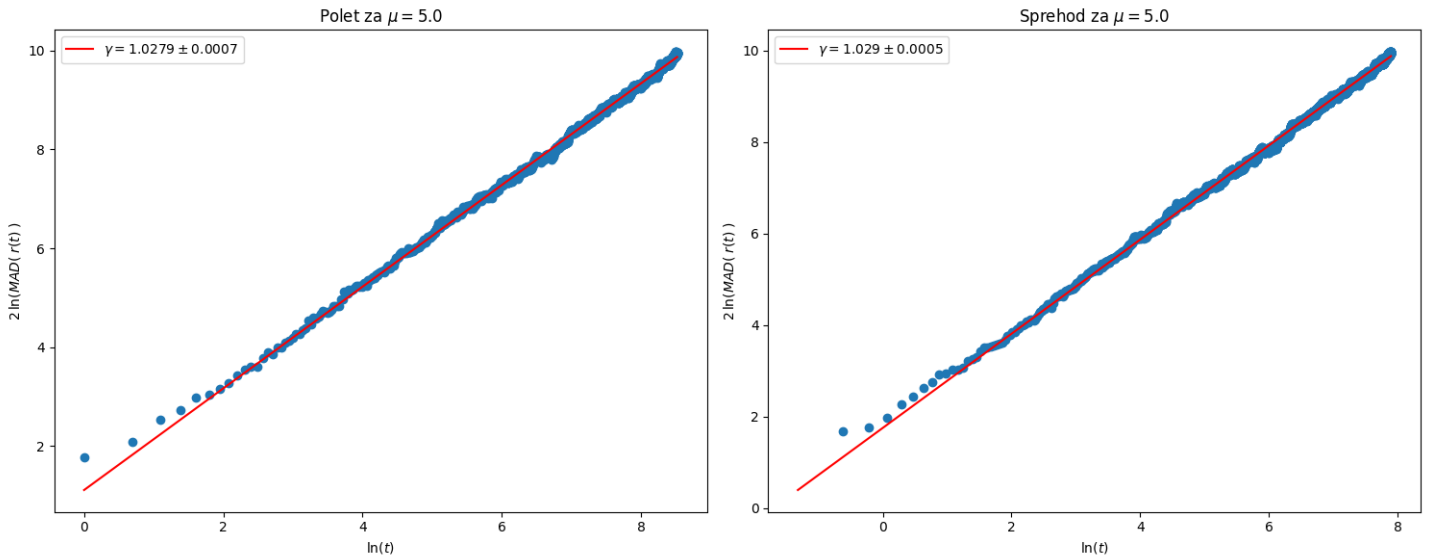 Polet za μ = 5.0
γ = 1.0279 ± 0.0007
2 ln(MAD( r(t) )
10
8
6
4
2
0 2 4 6 8
ln(t)
Sprehod za μ = 5.0
γ = 1.029 ± 0.0005
2 ln(MAD( r(t) )
10
8
6
4
2
0
0 2 4 6 8
ln(t)